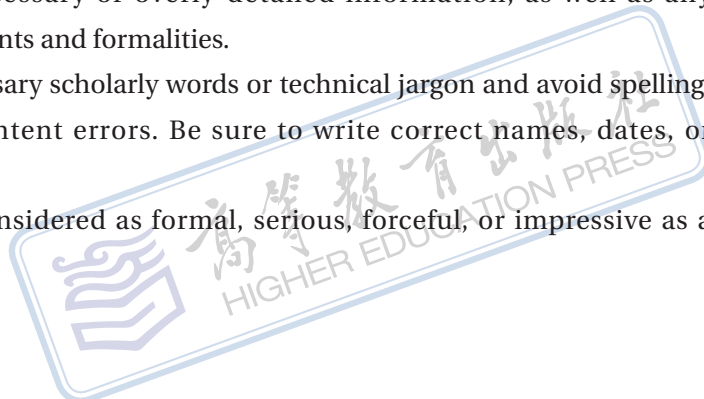 cessary or overly detailed information, as well as any
nts and formalities.
sary scholarly words or technical jargon and avoid spelling
ntent errors. Be sure to write correct names, dates, or
nsidered as formal, serious, forceful, or impressive as a
高等教育出版社
HIGHER EDUCATION PRESS